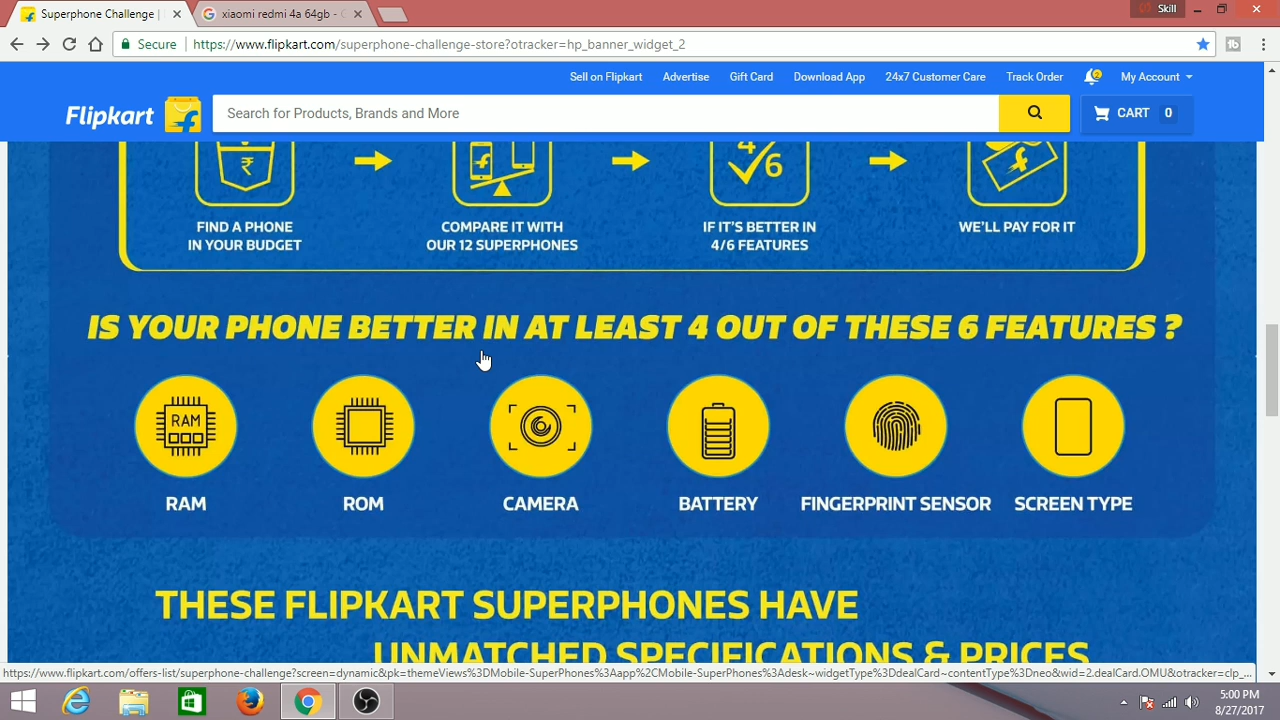 Superphone Challenge |
xiaomi redmi 4a 64gb -
Skill
Secure
https://www.flipkart.com/superphone-challenge-store?otracker=hp_banner_widget_2
Sell on Flipkart
Advertise
Gift Card
Download App
24x7 Customer Care
Track Order
2
My Account
Flipkart
Search for Products, Brands and More
CART 0
₹
4/6
FIND A PHONE
IN YOUR BUDGET
COMPARE IT WITH
OUR 12 SUPERPHONES
IF IT'S BETTER IN
4/6 FEATURES
WE'LL PAY FOR IT
IS YOUR PHONE BETTER IN AT LEAST 4 OUT OF THESE 6 FEATURES ?
RAM
RAM
ROM
CAMERA
BATTERY
FINGERPRINT SENSOR
SCREEN TYPE
THESE FLIPKART SUPERPHONES HAVE
UNMATCHED SPECIFICATIONS & PRICES
https://www.flipkart.com/offers-list/superphone-challenge?screen=dynamic&pk=themeViews%3DMobile-SuperPhones%3Aapp%2CMobile-SuperPhones%3Adesk~widgetType%3DdealCard~contentType%3Dneo&wid=2.dealCard.OMU&otracker=clp_...
5:00 PM
8/27/2017